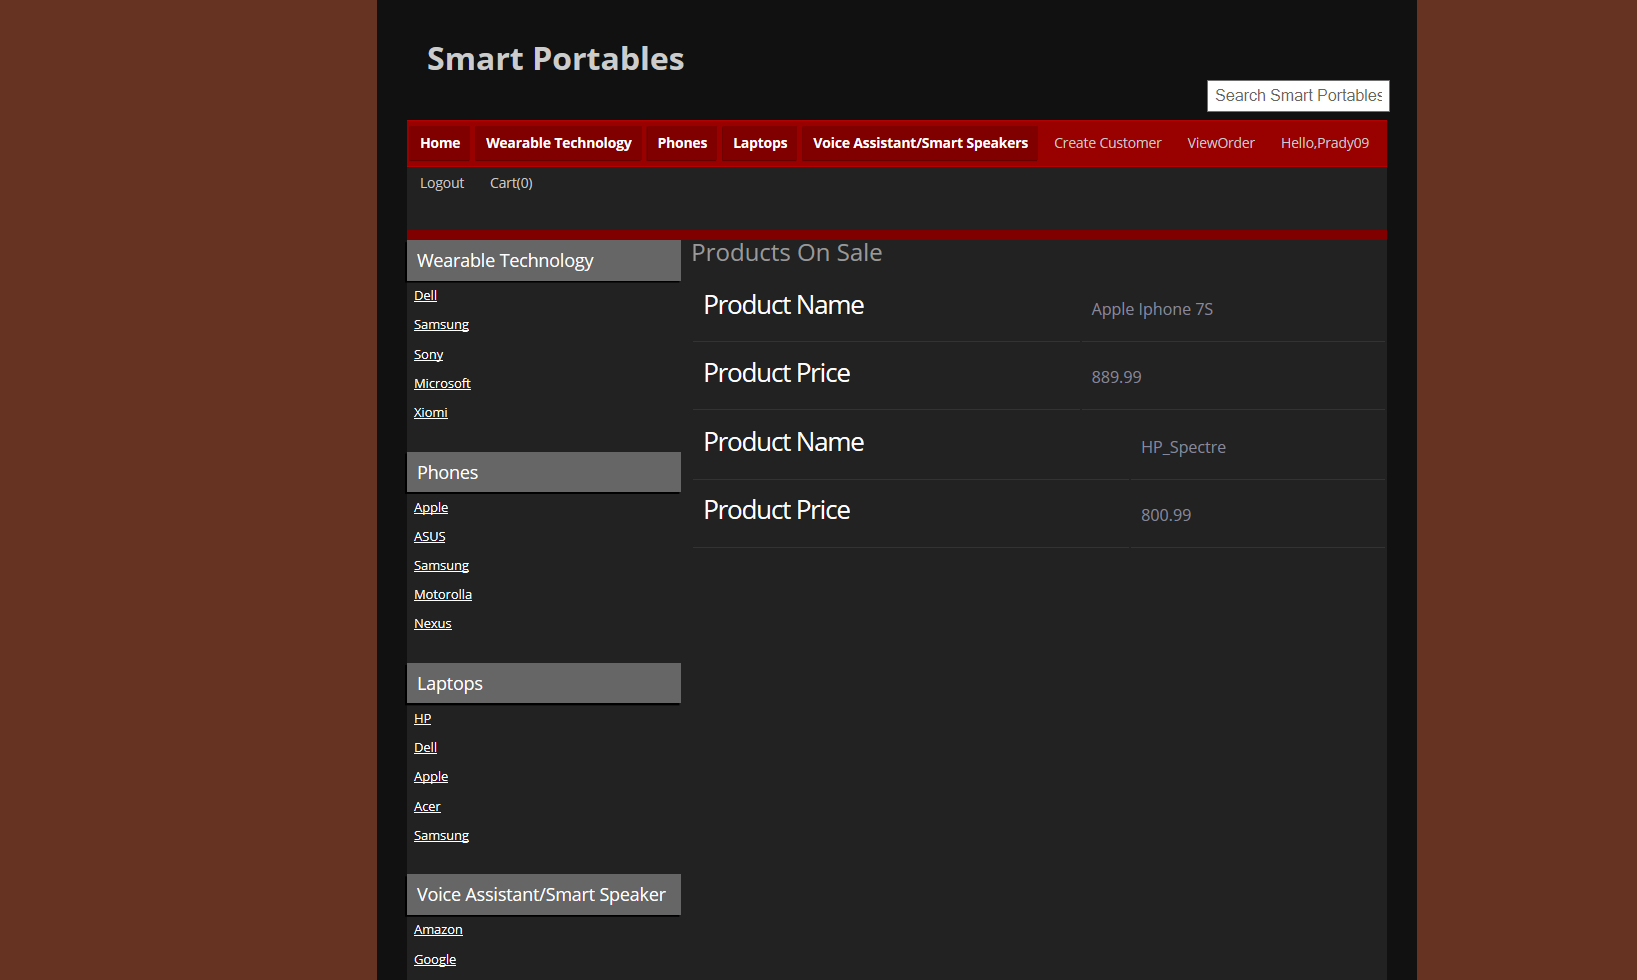 Smart Portables
Search Smart Portables
Home Wearable Technology Phones Laptops Voice Assistant/Smart Speakers Create Customer ViewOrder Hello,Prady09
Logout Cart(0)
Wearable Technology
Dell
Samsung
Sony
Microsoft
Xiomi
Phones
Apple
ASUS
Samsung
Motorolla
Nexus
Laptops
HP
Dell
Apple
Acer
Samsung
Voice Assistant/Smart Speaker
Amazon
Google
Products On Sale
Product Name Apple Iphone 7S
Product Price 889.99
Product Name HP_Spectre
Product Price 800.99